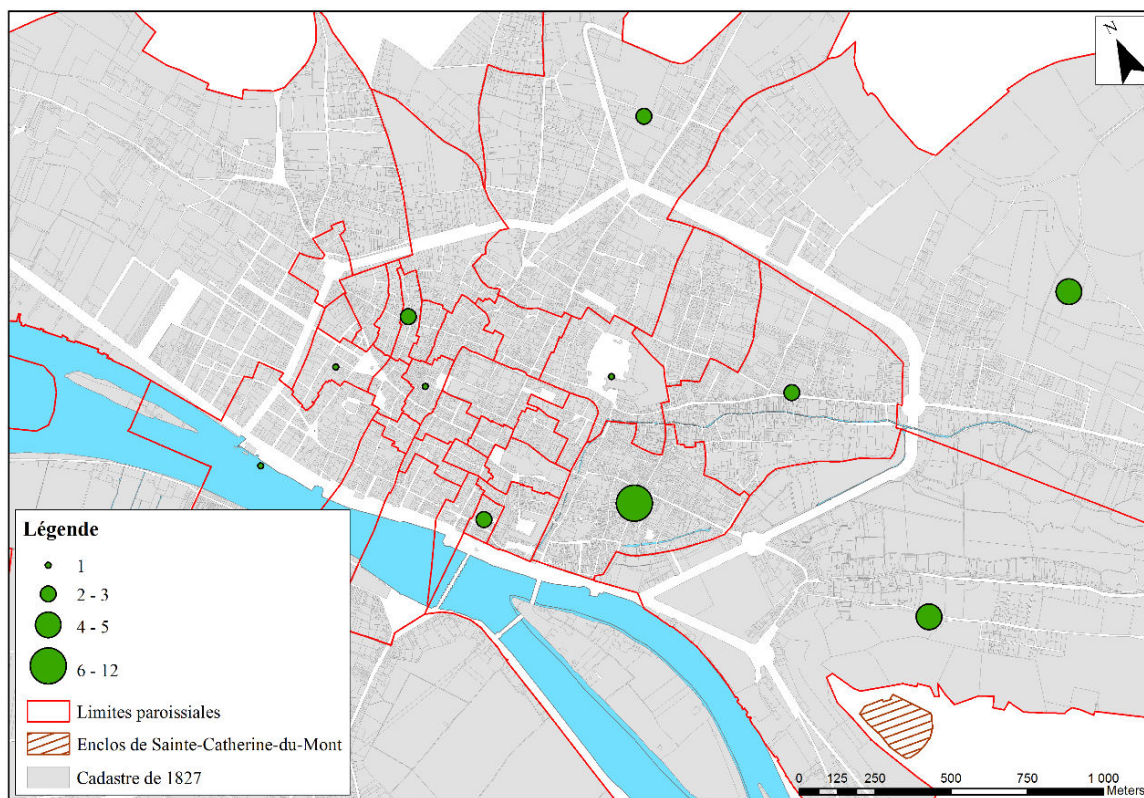 N
Légende
1
2 - 3
4 - 5
6 - 12
Limites paroissiales
Enclos de Sainte-Catherine-du-Mont
Cadastre de 1827
0 125 250 500 750 1 000
Meters